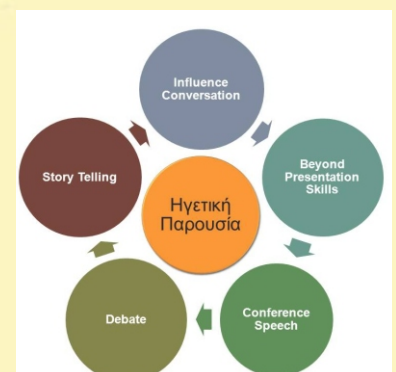 Influence
Conversation
Beyond
Presentation
Skills
Conference
Speech
Debate
Story Telling
Ηγετική
Παρουσία